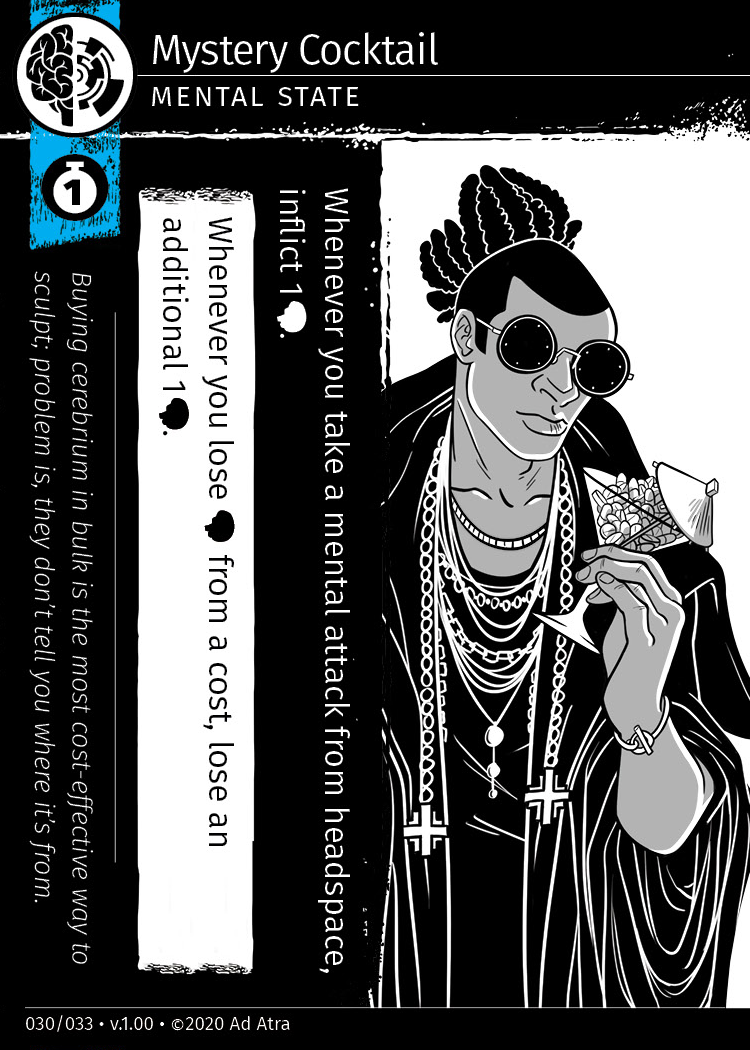 Mystery Cocktail
MENTAL STATE
1
Whenever you take a mental attack from headspace,
inflict 1.
Whenever you lose from a cost, lose an
additional 1.
Buying cerebrium in bulk is the most cost-effective way to
sculpt; problem is, they don't tell you where it's from.
030/033 • v.1.00 • ©2020 Ad Atra